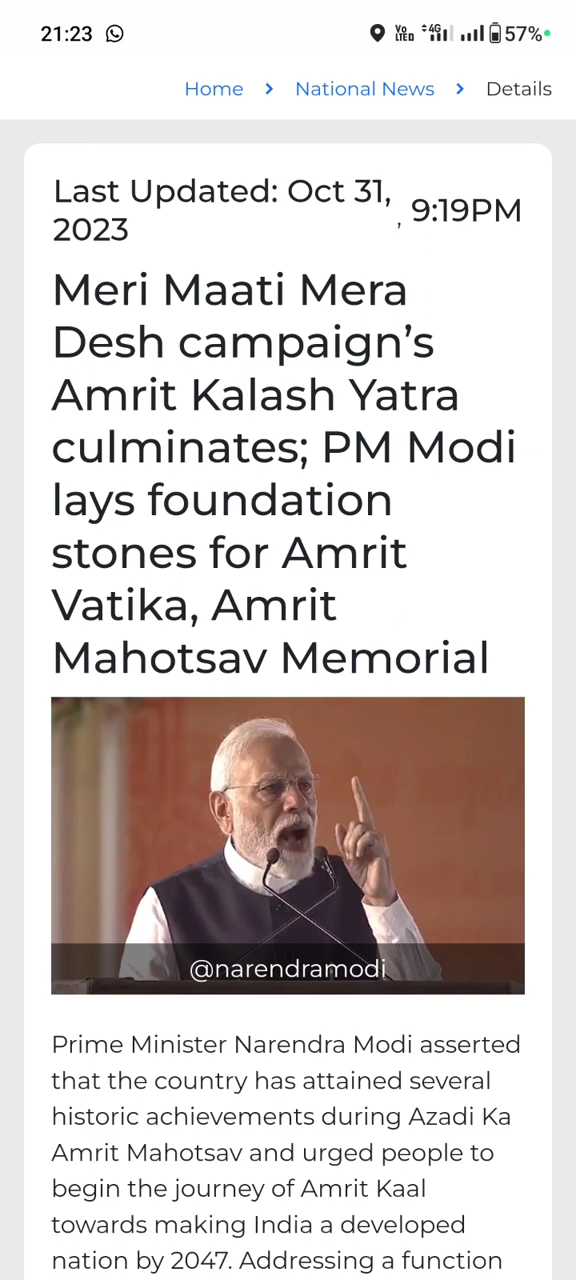 21:23
Vo LTED 4G 57%
Home > National News > Details
Last Updated: Oct 31, 2023 , 9:19PM
Meri Maati Mera
Desh campaign’s
Amrit Kalash Yatra
culminates; PM Modi
lays foundation
stones for Amrit
Vatika, Amrit
Mahotsav Memorial
@narendramodi
Prime Minister Narendra Modi asserted
that the country has attained several
historic achievements during Azadi Ka
Amrit Mahotsav and urged people to
begin the journey of Amrit Kaal
towards making India a developed
nation by 2047. Addressing a function